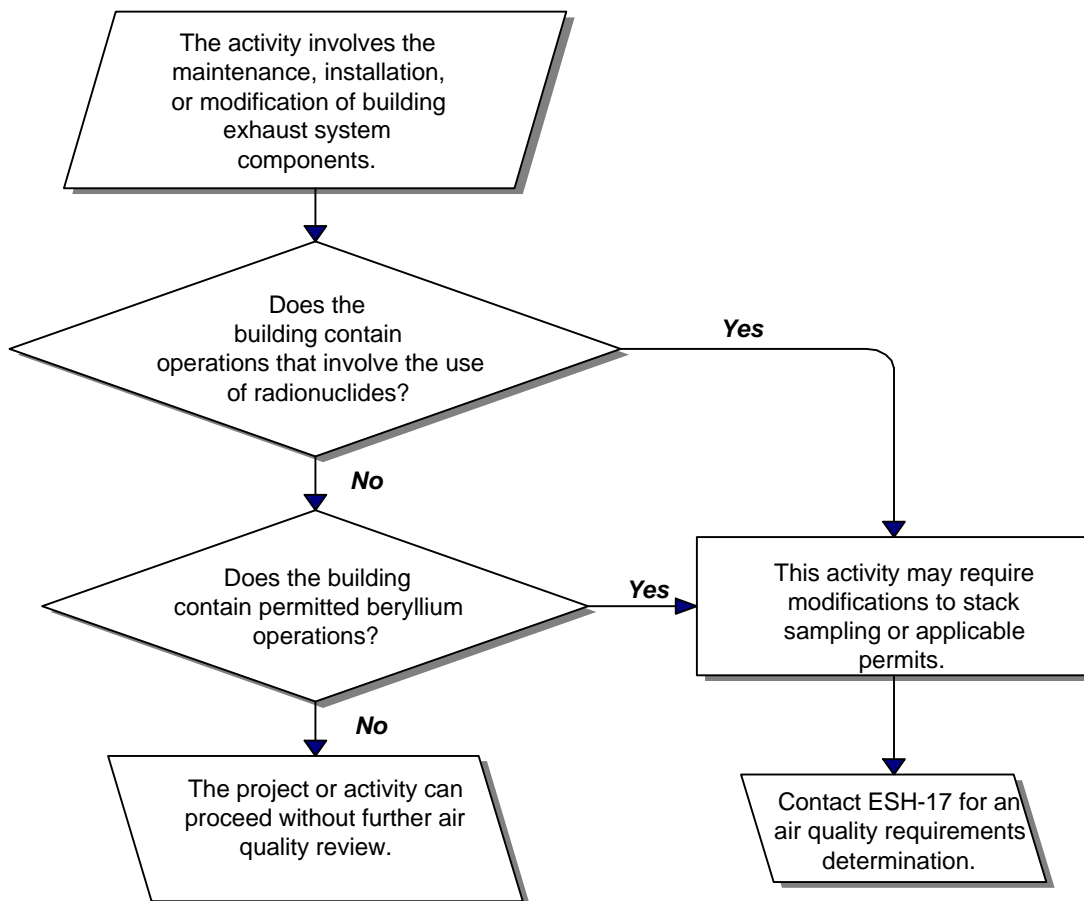 The activity involves the
maintenance, installation,
or modification of building
exhaust system
components.
Does the
building contain
operations that involve the use
of radionuclides?
Yes
No
Does the building
contain permitted beryllium
operations?
Yes
This activity may require
modifications to stack
sampling or applicable
permits.
No
The project or activity can
proceed without further air
quality review.
Contact ESH-17 for an
air quality requirements
determination.